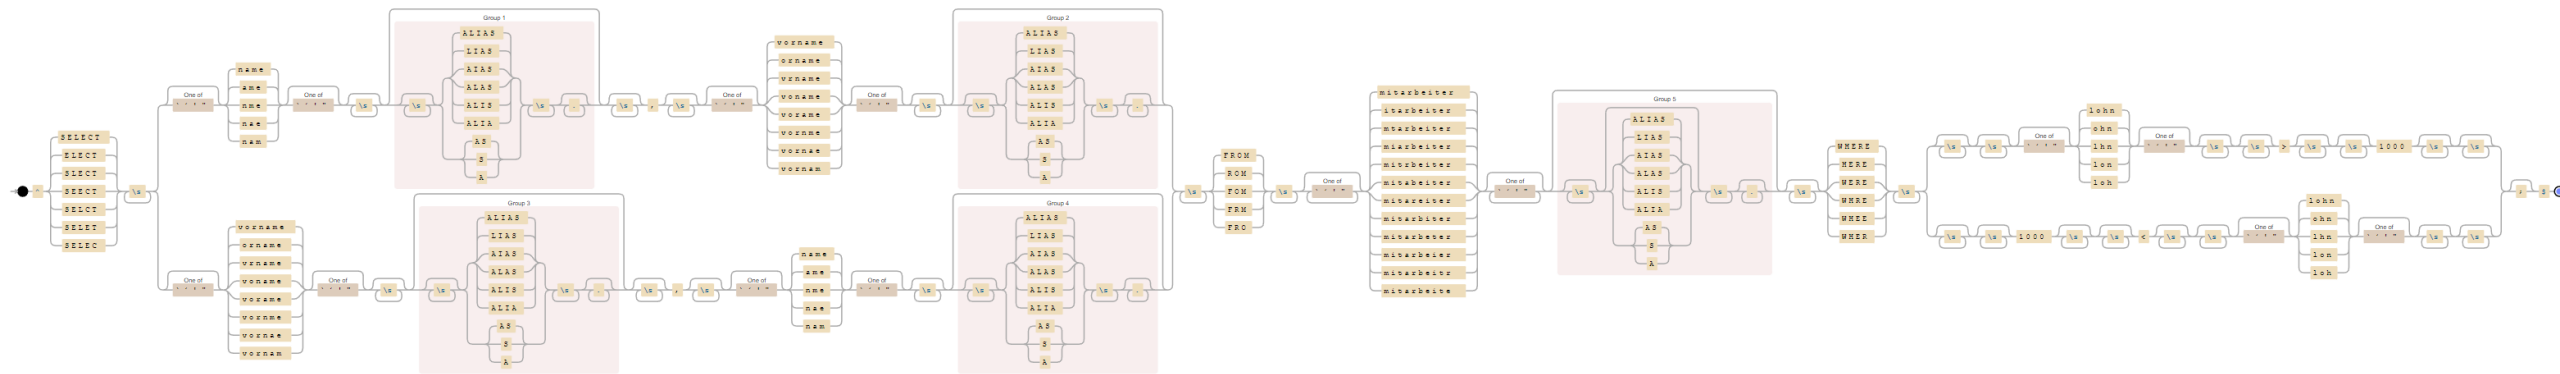 ^
SELECT
ELECT
SLECT
SEECT
SELCT
SELET
SELEC
\s
One of
name
ame
nme
nae
nam
One of
\s
Group 1
\s
ALIAS
LIAS
AIAS
ALAS
ALIS
ALIA
AS
S
A
\s
.
\s
,
\s
One of
vorname
orname
vrname
voname
vorame
vornme
vornae
vornam
One of
\s
Group 2
\s
ALIAS
LIAS
AIAS
ALAS
ALIS
ALIA
AS
S
A
\s
.
One of
vorname
orname
vrname
voname
vorame
vornme
vornae
vornam
One of
\s
Group 3
\s
ALIAS
LIAS
AIAS
ALAS
ALIS
ALIA
AS
S
A
\s
.
\s
,
\s
One of
name
ame
nme
nae
nam
One of
\s
Group 4
\s
ALIAS
LIAS
AIAS
ALAS
ALIS
ALIA
AS
S
A
\s
.
\s
FROM
ROM
FOM
FRM
FRO
\s
One of
mitarbeiter
itarbeiter
mtarbeiter
miarbeiter
mitrbeiter
mitabeiter
mitareiter
mitarbiter
mitarbeter
mitarbeier
mitarbeitr
mitarbeite
One of
Group 5
\s
ALIAS
LIAS
AIAS
ALAS
ALIS
ALIA
AS
S
A
\s
.
\s
WHERE
HERE
WERE
WHRE
WHEE
WHER
\s
\s
\s
One of
lohn
ohn
lhn
lon
loh
One of
\s
\s
>
\s
\s
1000
\s
\s
\s
\s
1000
\s
\s
<
\s
\s
One of
lohn
ohn
lhn
lon
loh
One of
\s
\s
;
$